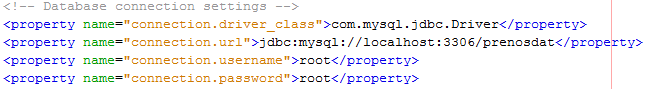 <!-- Database connection settings -->
<property name="connection.driver_class">com.mysql.jdbc.Driver</property>
<property name="connection.url">jdbc:mysql://localhost:3306/prenosdat</property>
<property name="connection.username">root</property>
<property name="connection.password">root</property>